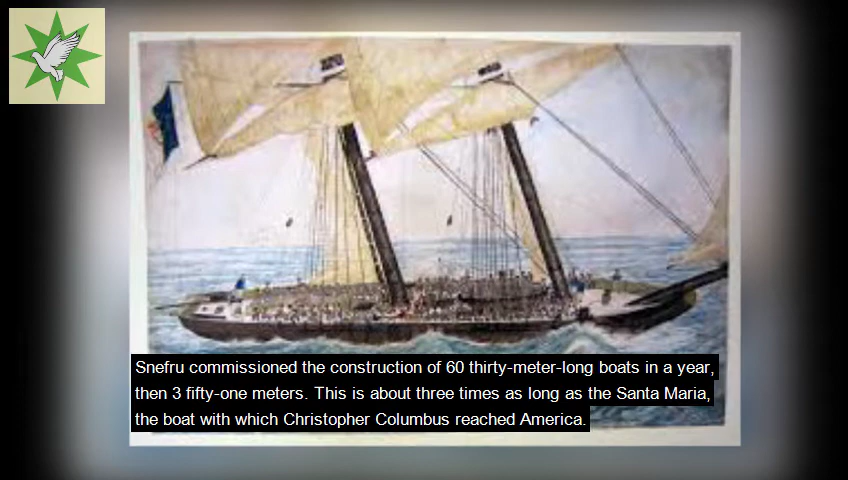 Snefru commissioned the construction of 60 thirty-meter-long boats in a year,
then 3 fifty-one meters. This is about three times as long as the Santa Maria,
the boat with which Christopher Columbus reached America.